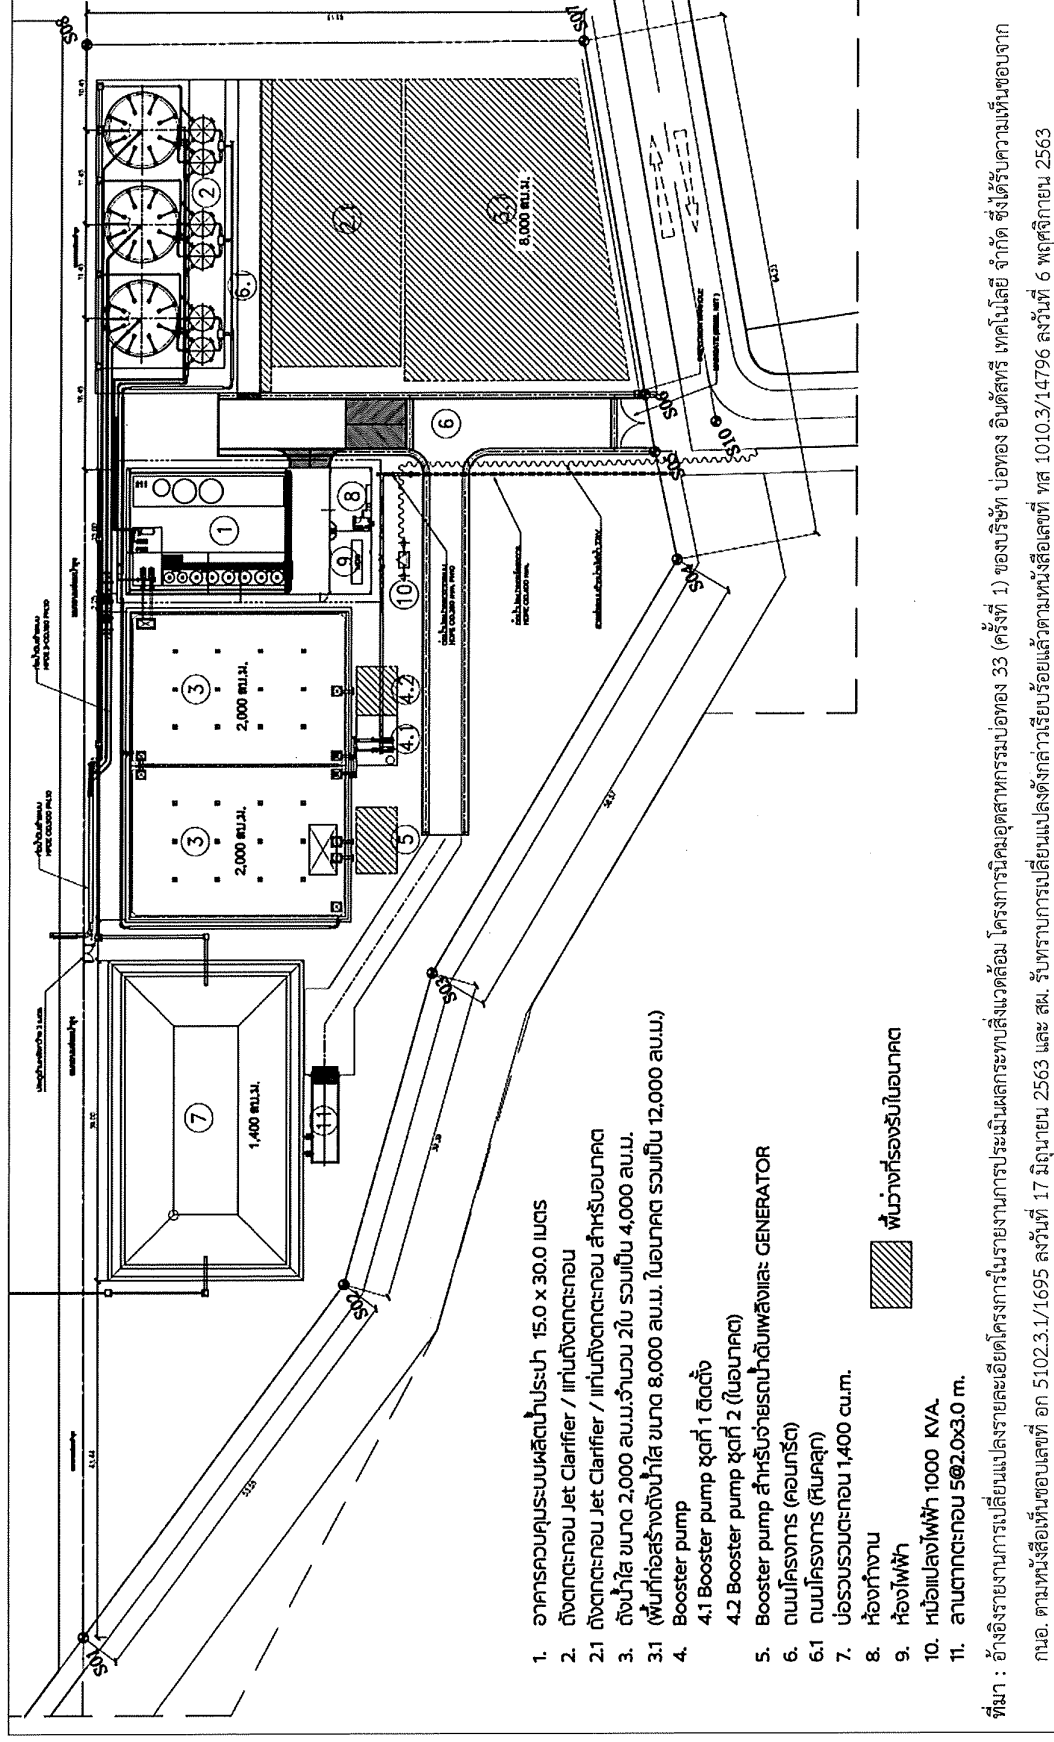 1. อาคารควบคุมระบบผลิตน้ำประปา 15.0 x 30.0 เมตร
2. ถังตกตะกอน Jet Clarifier / แท่นถังตกตะกอน
2.1 ถังตกตะกอน Jet Clarifier / แท่นถังตกตะกอน สำหรับอนาคต
3. ถังน้ำใส ขนาด 2,000 ลบ.ม.จำนวน 2ใบ รวมเป็น 4,000 ลบ.ม.
3.1 (พื้นที่ก่อสร้างถังน้ำใส ขนาด 8,000 ลบ.ม. ในอนาคต รวมเป็น 12,000 ลบ.ม.)
4. Booster pump
4.1 Booster pump ชุดที่ 1 ติดตั้ง
4.2 Booster pump ชุดที่ 2 (ในอนาคต)
5. Booster pump สำหรับจ่ายรถน้ำดับเพลิงและ GENERATOR
6. ถนนโครงการ (คอนกรีต)
6.1 ถนนโครงการ (หินคลุก)
7. บ่อรวบรวมตะกอน 1,400 cu.m.
8. ห้องทำงาน
9. ห้องไฟฟ้า
10. หม้อแปลงไฟฟ้า 1000 KVA.
11. ลานตากตะกอน 5@2.0x3.0 m.
พื้นว่างที่รองรับในอนาคต
S01
S02
S03
S04
S05
S06
S07
S08
S10
7
1,400 ลบ.ม.
11
3
2,000 ลบ.ม.
3
2,000 ลบ.ม.
5
4.1
4.2
1
8
9
10
6
6.1
2
2.1
3.1
8,000 ลบ.ม.
ที่มา : อ้างอิงรายงานการเปลี่ยนแปลงรายละเอียดโครงการในรายงานการประเมินผลกระทบสิ่งแวดล้อม โครงการนิคมอุตสาหกรรมบ่อทอง 33 (ครั้งที่ 1) ของบริษัท บ่อทอง อินดัสทรี เทคโนโลยี จำกัด ซึ่งได้รับความเห็นชอบจาก
กนอ. ตามหนังสือเห็นชอบเลขที่ อก 5102.3.1/1695 ลงวันที่ 17 มิถุนายน 2563 และ สผ. รับทราบการเปลี่ยนแปลงดังกล่าวเรียบร้อยแล้วตามหนังสือเลขที่ ทส 1010.3/14796 ลงวันที่ 6 พฤศจิกายน 2563